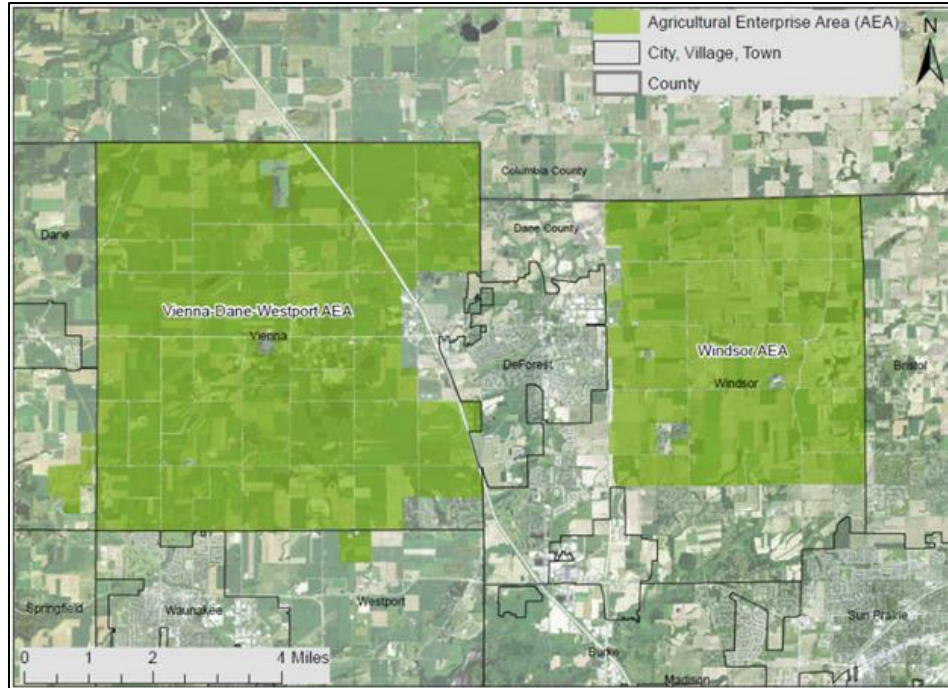 Agricultural Enterprise Area (AEA)
N
City, Village, Town
County
Columbia County
Dane
Dane County
Vienna-Dane-Westport AEA
Vienna
Windsor AEA
DeForest
Bristol
Windsor
Springfield
Waunakee
Westport
Sun Prairie
Burke
0 1 2 4 Miles
Madison